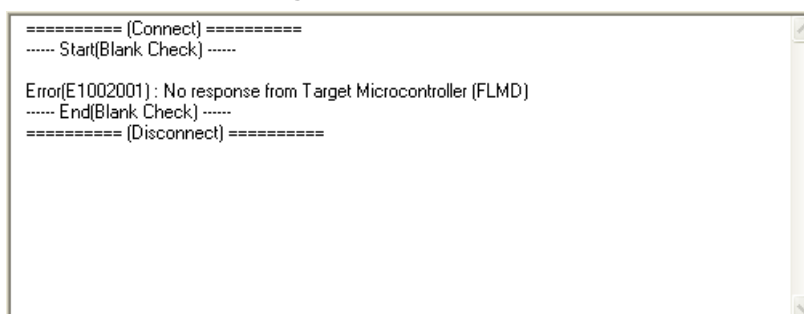 ========== (Connect) ==========
------ Start(Blank Check) ------
Error(E1002001) : No response from Target Microcontroller (FLMD)
------ End(Blank Check) ------
========== (Disconnect) ==========